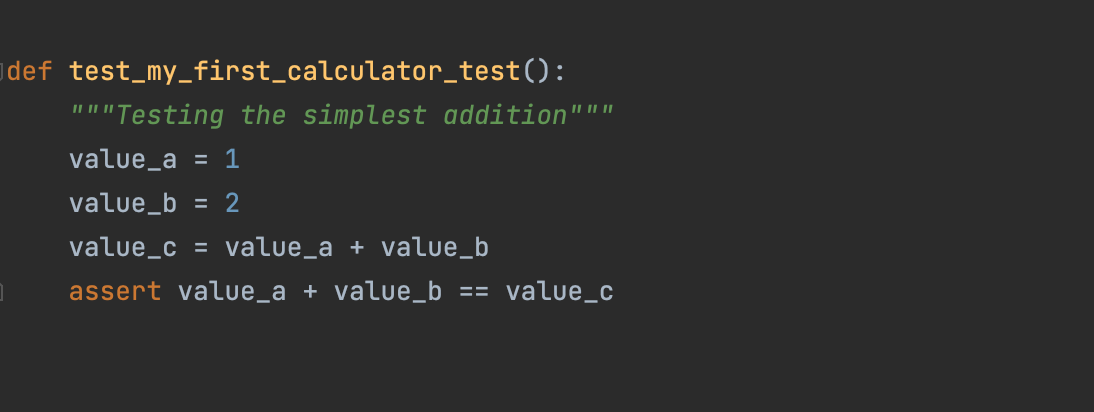 def test_my_first_calculator_test():
    """Testing the simplest addition"""
    value_a = 1
    value_b = 2
    value_c = value_a + value_b
    assert value_a + value_b == value_c